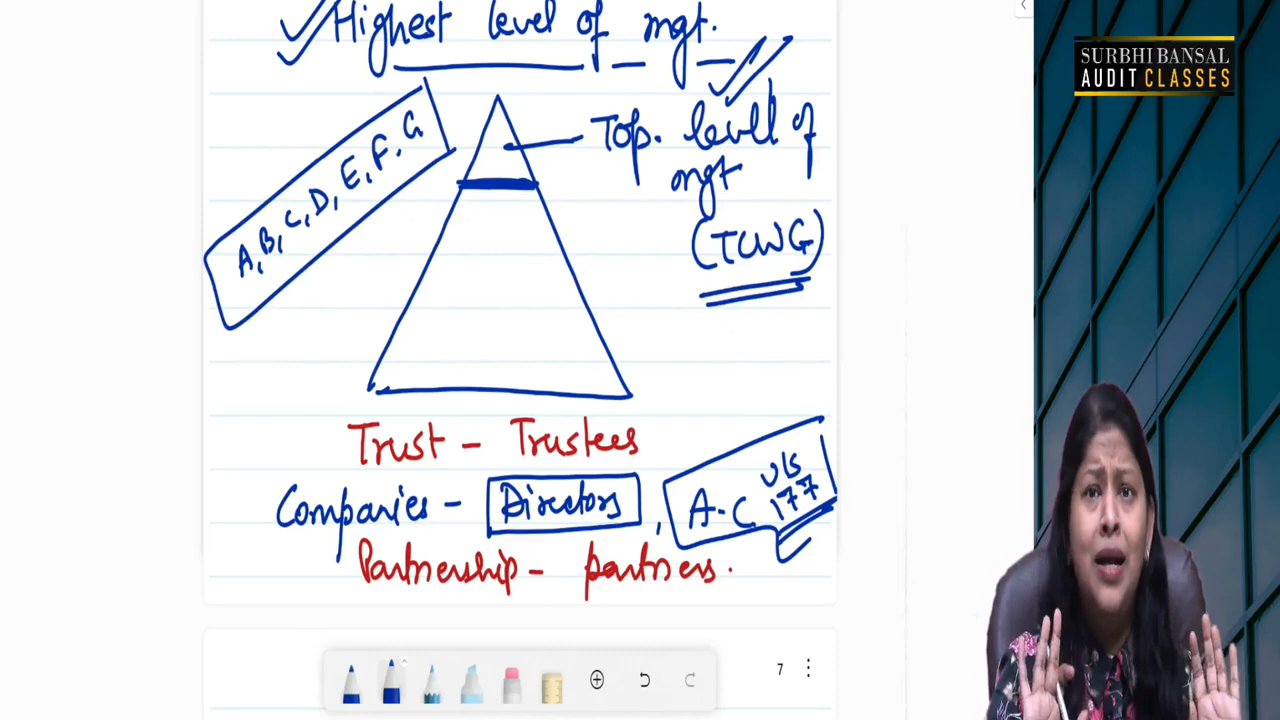 Highest level of mgt.
SURBHI BANSAL
AUDIT CLASSES
Top. level of
mgt
(TCWG)
A, B, C, D, E, F, G
Trust - Trustees
Companies - Directors, A.C U/S 177
Partnership - partners.
7